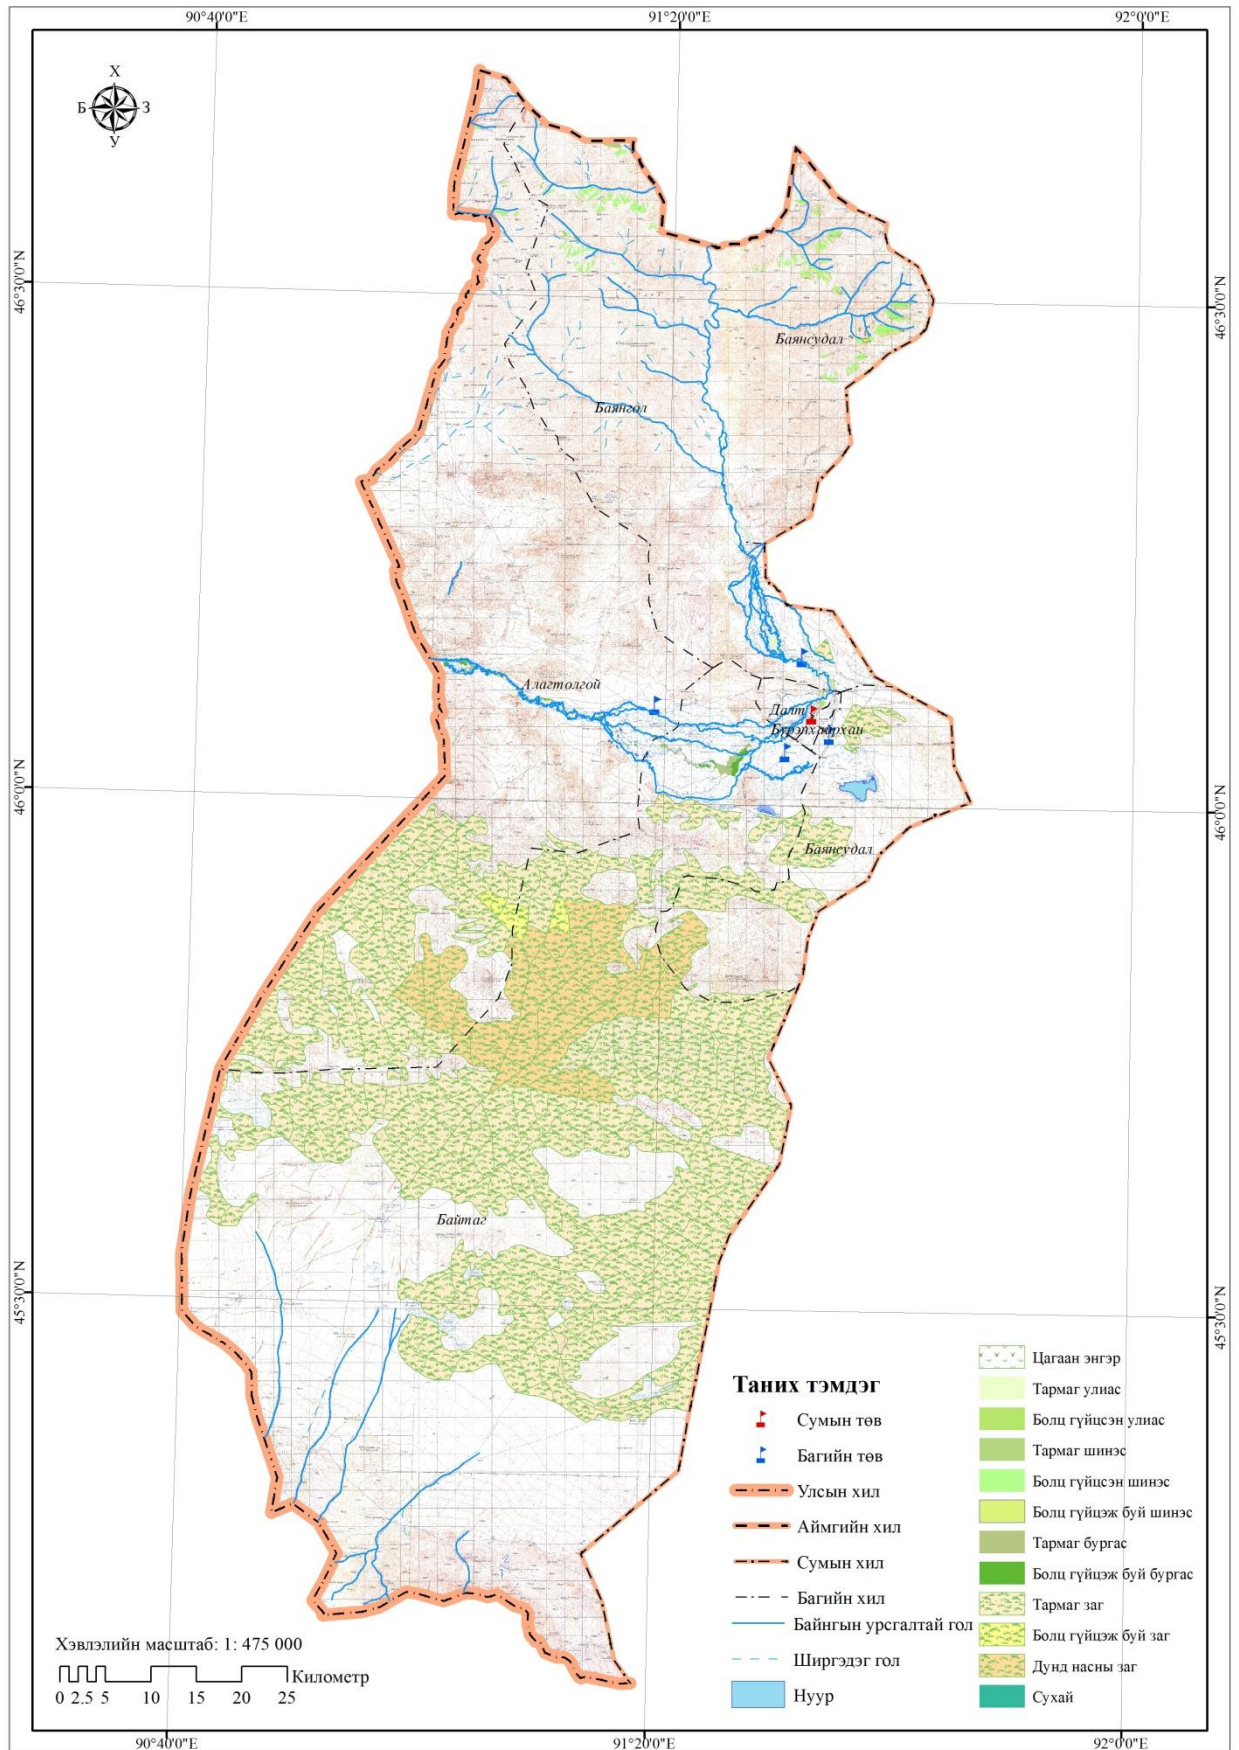 90°40'0"E
91°20'0"E
92°0'0"E
Х
Б
З
У
46°30'0"N
46°30'0"N
Баянсудал
Баянгол
Алагтолгой
Далт
Бүрэнхайрхан
46°0'0"N
46°0'0"N
Баянсудал
Байтаг
45°30'0"N
45°30'0"N
Таних тэмдэг
Сумын төв
Багийн төв
Улсын хил
Аймгийн хил
Сумын хил
Багийн хил
Байнгын урсгалтай гол
Ширгэдэг гол
Нуур
Цагаан энгэр
Тармаг улиас
Болц гүйцсэн улиас
Тармаг шинэс
Болц гүйцсэн шинэс
Болц гүйцэж буй шинэс
Тармаг бургас
Болц гүйцэж буй бургас
Тармаг заг
Болц гүйцэж буй заг
Дунд насны заг
Сухай
Хэвлэлийн масштаб: 1: 475 000
Километр
0 2.5 5 10 15 20 25
90°40'0"E
91°20'0"E
92°0'0"E